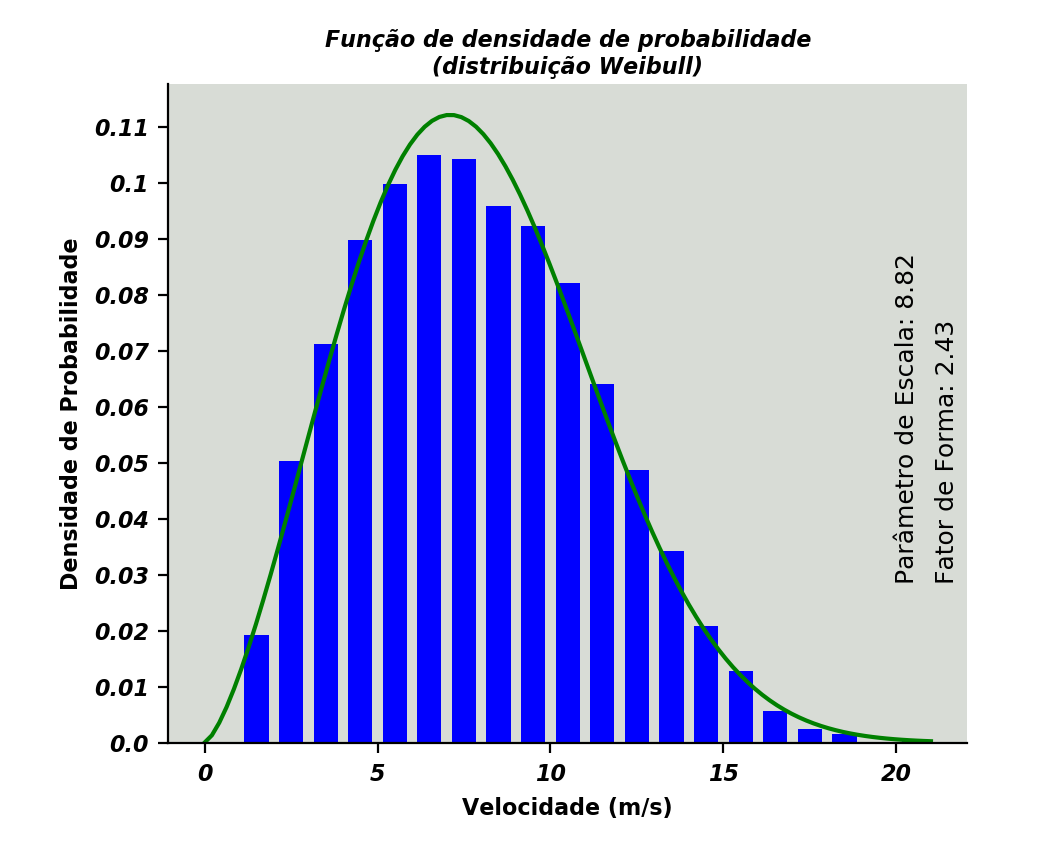 Função de densidade de probabilidade
(distribuição Weibull)
Densidade de Probabilidade
0.11
0.1
0.09
0.08
0.07
0.06
0.05
0.04
0.03
0.02
0.01
0.0
0
5
10
15
20
Velocidade (m/s)
Parâmetro de Escala: 8.82
Fator de Forma: 2.43